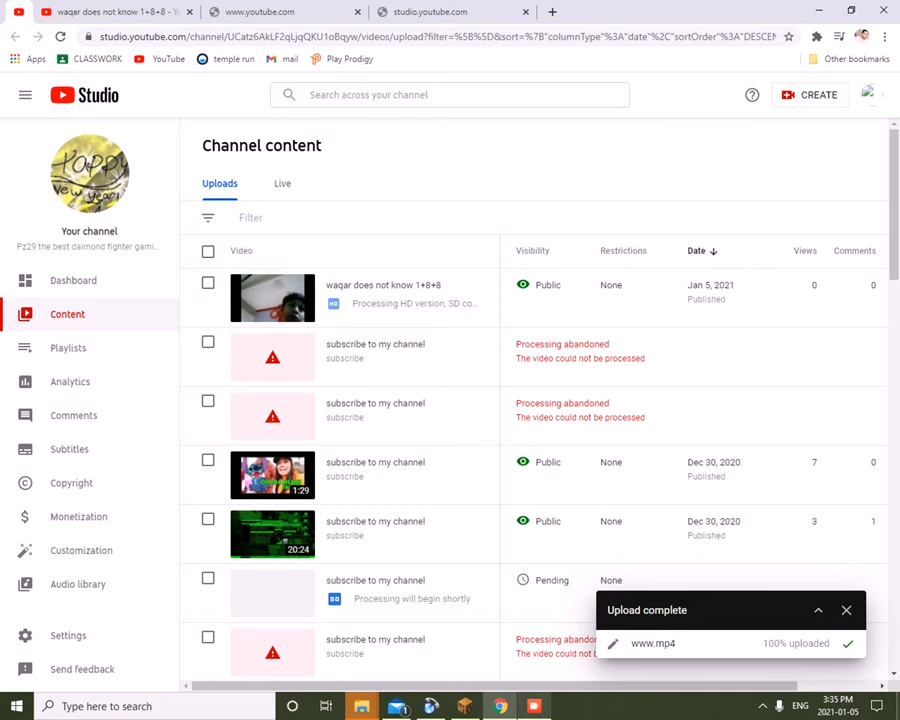 waqar does not know 1+8+8 - Y
www.youtube.com
studio.youtube.com
studio.youtube.com/channel/UCatz6AkLF2qLjqQKU1oBqyw/videos/upload?filter=%5B%5D&sort=%7B"columnType"%3A"date"%2C"sortOrder"%3A"DESCEN
Apps CLASSWORK YouTube temple run mail Play Prodigy Other bookmarks
Studio
Search across your channel
CREATE
Happy
new year
Your channel
Pz29 the best daimond fighter gami...
Dashboard
Content
Playlists
Analytics
Comments
Subtitles
Copyright
Monetization
Customization
Audio library
Settings
Send feedback
Channel content
Uploads Live
Filter
Video Visibility Restrictions Date Views Comments
waqar does not know 1+8+8 Public None Jan 5, 2021 0 0
HD Processing HD version, SD co... Published
subscribe to my channel Processing abandoned
subscribe The video could not be processed
subscribe to my channel Processing abandoned
subscribe The video could not be processed
subscribe to my channel Public None Dec 30, 2020 7 0
subscribe Published
1:29
subscribe to my channel Public None Dec 30, 2020 3 1
subscribe Published
20:24
subscribe to my channel Pending None
SD Processing will begin shortly
subscribe to my channel Processing abandon
subscribe The video could not be
Upload complete
www.mp4 100% uploaded
Type here to search
1
ENG
3:35 PM
2021-01-05